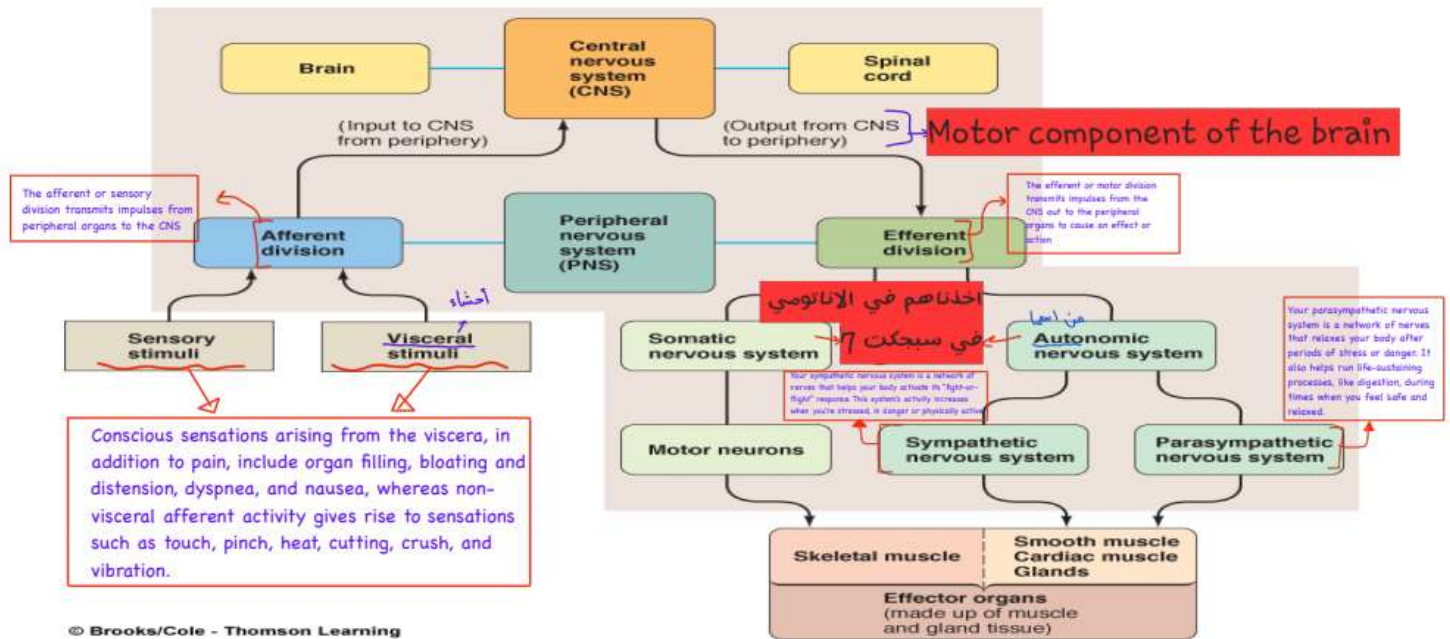 Central
nervous
system
(CNS)
Brain
Spinal
cord
(Input to CNS
from periphery)
(Output from CNS
to periphery)
Motor component of the brain
The afferent or sensory
division transmits impulses from
peripheral organs to the CNS
The efferent or motor division
transmits impulses from the
CNS out to the peripheral
organs to cause an effect or
action
Afferent
division
Peripheral
nervous
system
(PNS)
Efferent
division
أحشاء
Sensory
stimuli
Visceral
stimuli
اخذناهم في الاناتومي
في سبجكت 7
من اسمها
Somatic
nervous system
Autonomic
nervous system
Your parasympathetic nervous
system is a network of nerves
that relaxes your body after
periods of stress or danger. It
also helps run life-sustaining
processes, like digestion, during
times when you feel safe and
relaxed.
Your sympathetic nervous system is a network of
nerves that helps your body activate its "fight-or-
flight" response. This system's activity increases
when you're stressed, in danger or physically active
Motor neurons
Sympathetic
nervous system
Parasympathetic
nervous system
Conscious sensations arising from the viscera, in
addition to pain, include organ filling, bloating and
distension, dyspnea, and nausea, whereas non-
visceral afferent activity gives rise to sensations
such as touch, pinch, heat, cutting, crush, and
vibration.
Skeletal muscle
Smooth muscle
Cardiac muscle
Glands
Effector organs
(made up of muscle
and gland tissue)
© Brooks/Cole - Thomson Learning